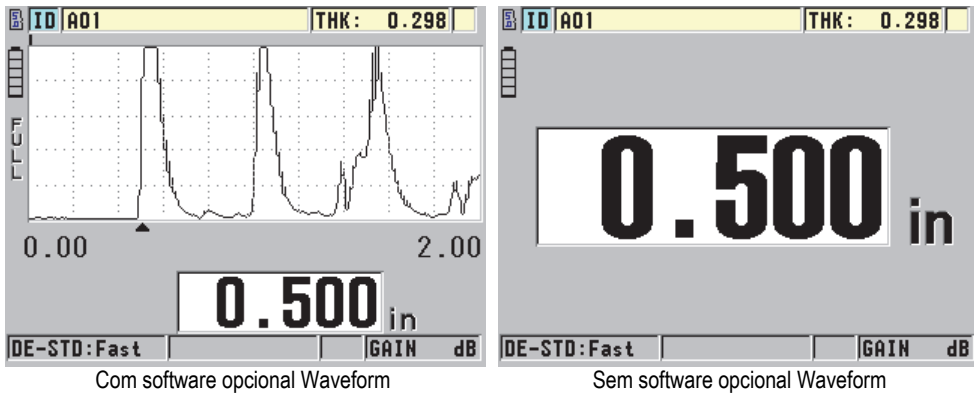 ID A01 THK: 0.298
FULL
0.00 2.00
0.500 in
DE-STD:Fast GAIN dB
Com software opcional Waveform
ID A01 THK: 0.298
0.500 in
DE-STD:Fast GAIN dB
Sem software opcional Waveform